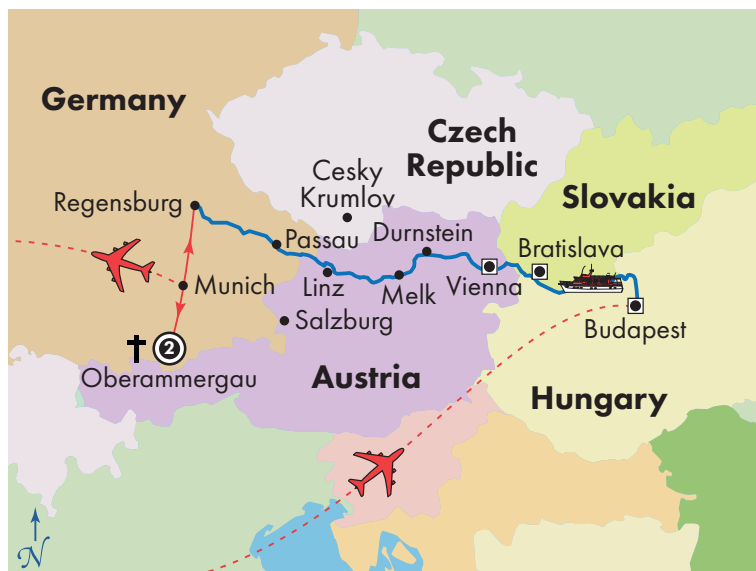 Germany
Czech
Republic
Cesky
Krumlov
Slovakia
Regensburg
Durnstein
Passau
Bratislava
Munich
Linz
Melk
Vienna
Salzburg
Budapest
2
Oberammergau
Austria
Hungary
N